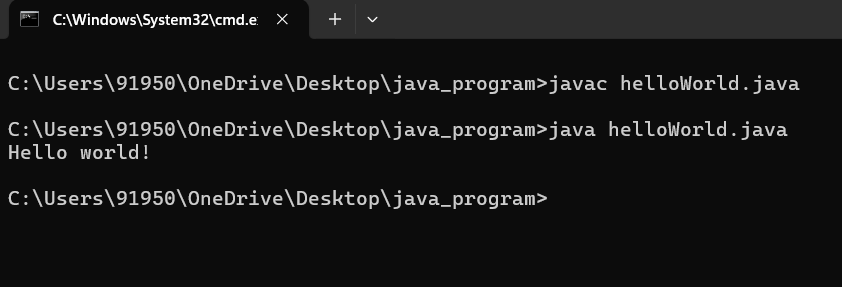 C:\Windows\System32\cmd.e
C:\Users\91950\OneDrive\Desktop\java_program>javac helloWorld.java
C:\Users\91950\OneDrive\Desktop\java_program>java helloWorld.java
Hello world!
C:\Users\91950\OneDrive\Desktop\java_program>